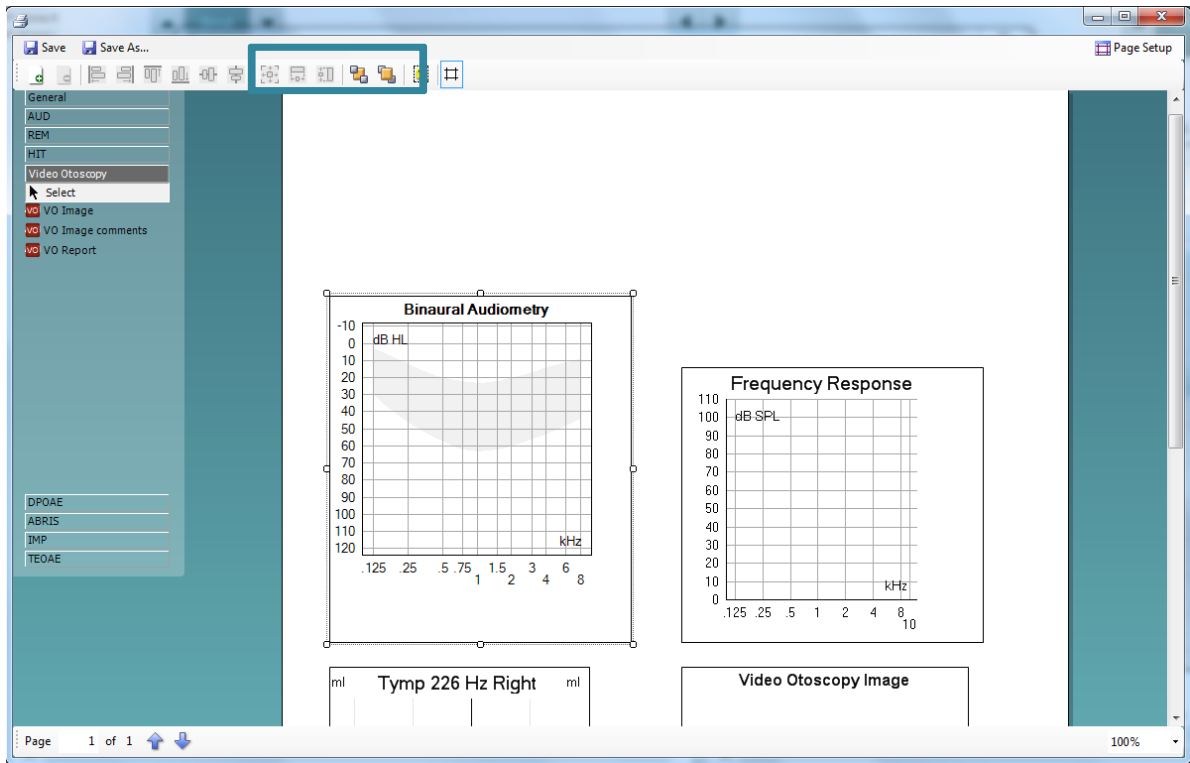 Save Save As... Page Setup
General
AUD
REM
HIT
Video Otoscopy
Select
VO VO Image
VO VO Image comments
VO VO Report
DPOAE
ABRIS
IMP
TEOAE
Binaural Audiometry
-10
dB HL
0
10
20
30
40
50
60
70
80
90
100
110
120
kHz
.125 .25 .5 .75 1 1.5 2 3 4 6 8
Frequency Response
110
100
dB SPL
90
80
70
60
50
40
30
20
10
0
kHz
.125 .25 .5 1 2 4 8 10
ml Tymp 226 Hz Right ml
Video Otoscopy Image
Page 1 of 1 100%